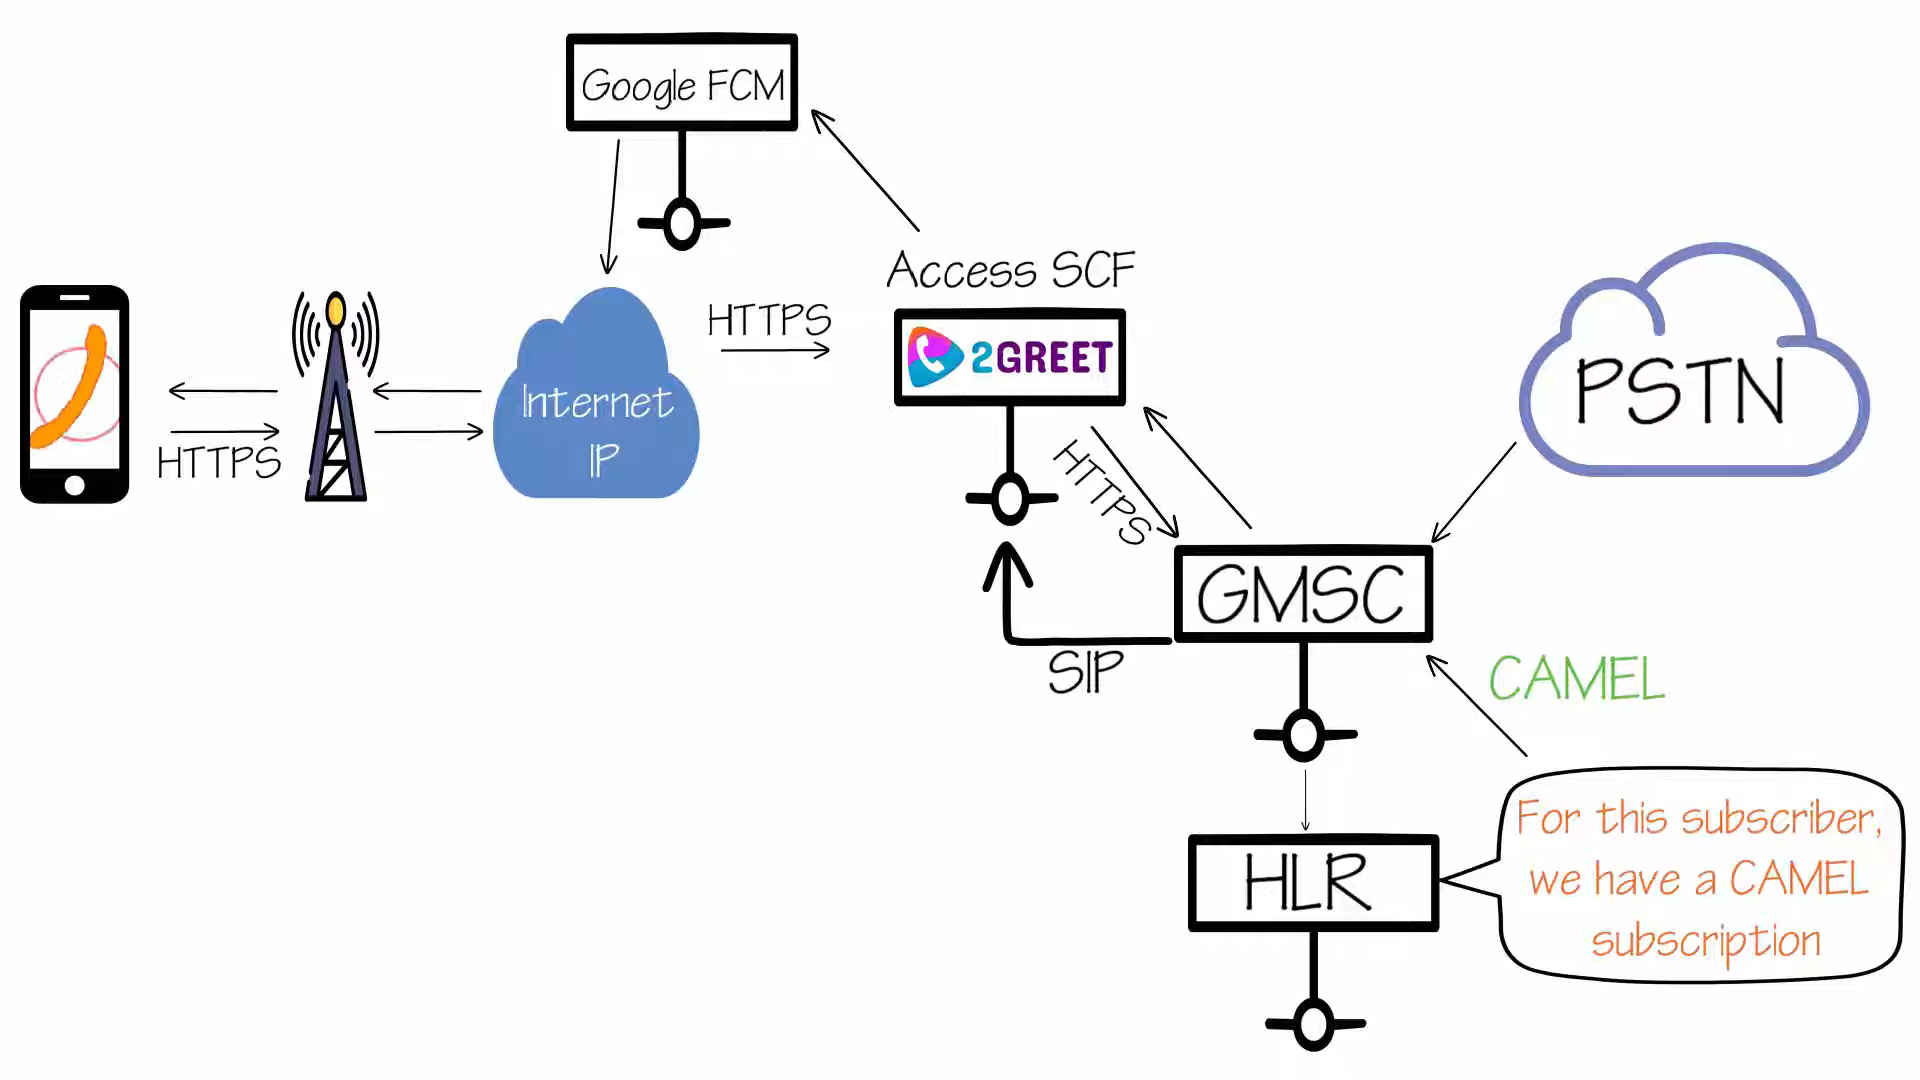 Google FCM
Access SCF
HTTPS
2GREET
Internet
IP
PSTN
HTTPS
HTTPS
GMSC
SIP
CAMEL
For this subscriber,
we have a CAMEL
subscription
HLR